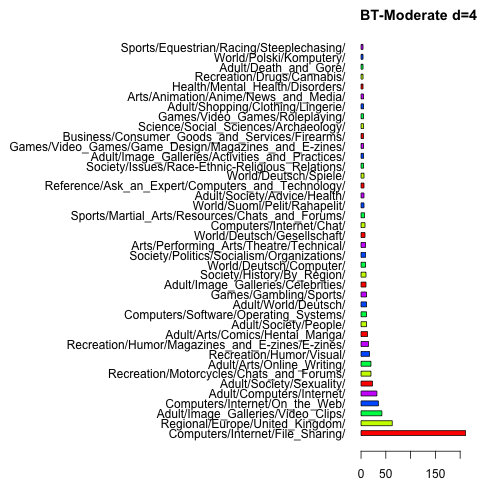 BT-Moderate d=4
Sports/Equestrian/Racing/Steeplechasing/
World/Polski/Komputery/
Adult/Death_and_Gore/
Recreation/Drugs/Cannabis/
Health/Mental_Health/Disorders/
Arts/Animation/Anime/News_and_Media/
Adult/Shopping/Clothing/Lingerie/
Games/Video_Games/Roleplaying/
Science/Social_Sciences/Archaeology/
Business/Consumer_Goods_and_Services/Firearms/
Games/Video_Games/Game_Design/Magazines_and_E-zines/
Adult/Image_Galleries/Activities_and_Practices/
Society/Issues/Race-Ethnic-Religious_Relations/
World/Deutsch/Spiele/
Reference/Ask_an_Expert/Computers_and_Technology/
Adult/Society/Advice/Health/
World/Suomi/Pelit/Rahapelit/
Sports/Martial_Arts/Resources/Chats_and_Forums/
Computers/Internet/Chat/
World/Deutsch/Gesellschaft/
Arts/Performing_Arts/Theatre/Technical/
Society/Politics/Socialism/Organizations/
World/Deutsch/Computer/
Society/History/By_Region/
Adult/Image_Galleries/Celebrities/
Games/Gambling/Sports/
Adult/World/Deutsch/
Computers/Software/Operating_Systems/
Adult/Society/People/
Adult/Arts/Comics/Hental_Manga/
Recreation/Humor/Magazines_and_E-zines/E-zines/
Recreation/Humor/Visual/
Adult/Arts/Online_Writing/
Recreation/Motorcycles/Chats_and_Forums/
Adult/Society/Sexuality/
Adult/Computers/Internet/
Computers/Internet/On_the_Web/
Adult/Image_Galleries/Video_Clips/
Regional/Europe/United_Kingdom/
Computers/Internet/File_Sharing/
0 50 150